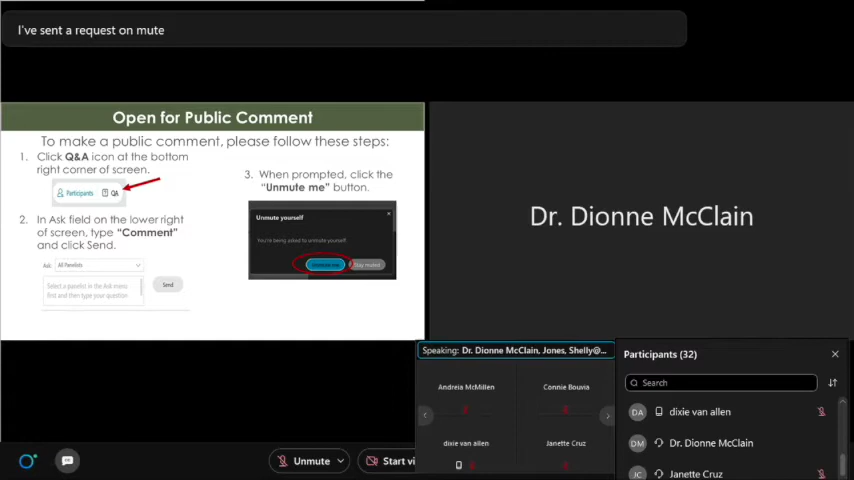 I've sent a request on mute
Open for Public Comment
To make a public comment, please follow these steps:
1. Click Q&A icon at the bottom
right corner of screen.
Participants
QA
2. In Ask field on the lower right
of screen, type "Comment"
and click Send.
Ask: All Panelists
Select a panelist in the Ask menu
first and then type your question
Send
3. When prompted, click the
"Unmute me" button.
Unmute yourself
You're being asked to unmute yourself.
Unmute me
Stay muted
Dr. Dionne McClain
Speaking: Dr. Dionne McClain, Jones, Shelly@...
Andreia McMillen
Connie Bouvia
dixie van allen
Janette Cruz
Participants (32)
Search
DA dixie van allen
DM Dr. Dionne McClain
JC Janette Cruz
Unmute
Start vi